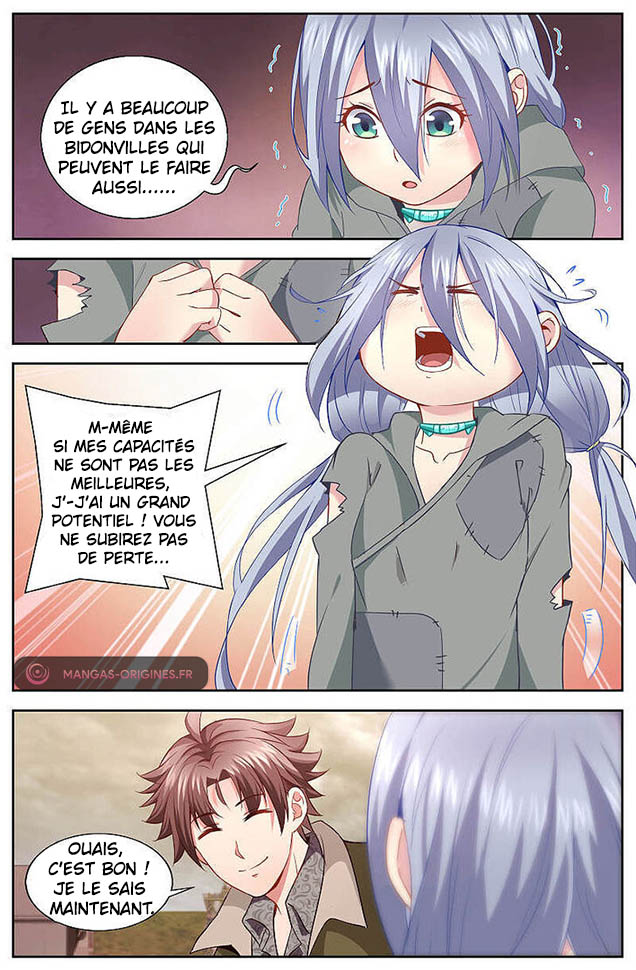 IL Y A BEAUCOUP
DE GENS DANS LES
BIDONVILLES QUI
PEUVENT LE FAIRE
AUSSI......
M-MÊME
SI MES CAPACITÉS
NE SONT PAS LES
MEILLEURES,
J'-J'AI UN GRAND
POTENTIEL ! VOUS
NE SUBIREZ PAS
DE PERTE...
MANGAS-ORIGINES.FR
OUAIS,
C'EST BON !
JE LE SAIS
MAINTENANT.